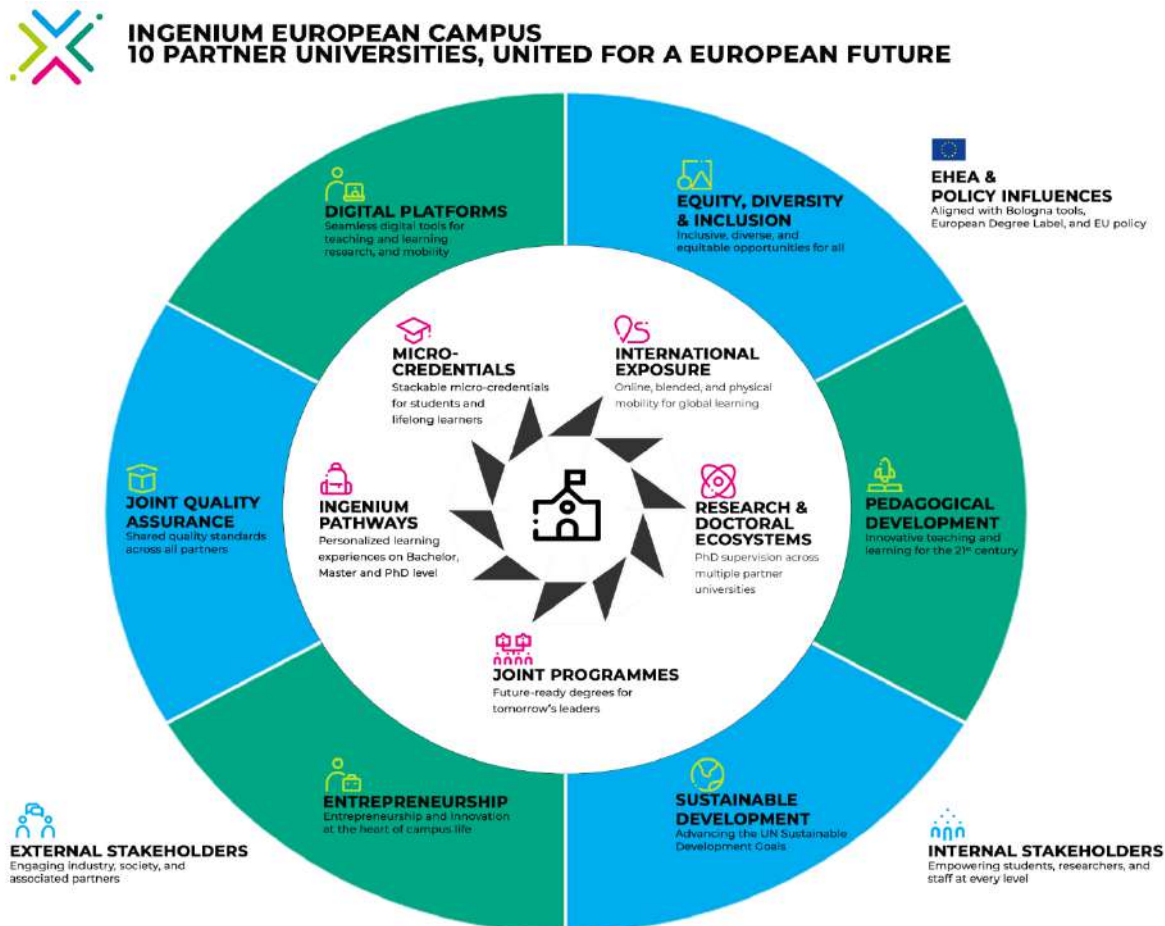 INGENIUM EUROPEAN CAMPUS
10 PARTNER UNIVERSITIES, UNITED FOR A EUROPEAN FUTURE
DIGITAL PLATFORMS
Seamless digital tools for
teaching and learning
research, and mobility
EQUITY, DIVERSITY
& INCLUSION
Inclusive, diverse, and
equitable opportunities for all
EHEA &
POLICY INFLUENCES
Aligned with Bologna tools,
European Degree Label, and EU policy
MICRO-
CREDENTIALS
Stackable micro-credentials
for students and
lifelong learners
INTERNATIONAL
EXPOSURE
Online, blended, and physical
mobility for global learning
JOINT QUALITY
ASSURANCE
Shared quality standards
across all partners
INGENIUM
PATHWAYS
Personalized learning
experiences on Bachelor,
Master and PhD level
RESEARCH &
DOCTORAL
ECOSYSTEMS
PhD supervision across
multiple partner
universities
PEDAGOGICAL
DEVELOPMENT
Innovative teaching and
learning for the 21st century
JOINT PROGRAMMES
Future-ready degrees for
tomorrow's leaders
ENTREPRENEURSHIP
Entrepreneurship and innovation
at the heart of campus life
SUSTAINABLE
DEVELOPMENT
Advancing the UN Sustainable
Development Goals
EXTERNAL STAKEHOLDERS
Engaging industry, society, and
associated partners
INTERNAL STAKEHOLDERS
Empowering students, researchers, and
staff at every level